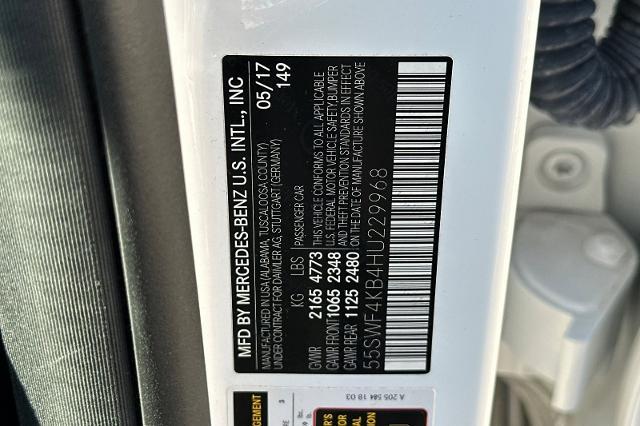 MFD BY MERCEDES-BENZ U.S. INTL., INC
05/17
149
MANUFACTURED IN USA (ALABAMA, TUSCALOOSA COUNTY)
UNDER CONTRACT FOR DAIMLER AG, STUTTGART (GERMANY)
PASSENGER CAR
KG LBS
GVWR 2165 4773
GAWR FRONT 1065 2348
GAWR REAR 1125 2480
THIS VEHICLE CONFORMS TO ALL APPLICABLE
U.S. FEDERAL MOTOR VEHICLE SAFETY, BUMPER
AND THEFT PREVENTION STANDARDS IN EFFECT
ON THE DATE OF MANUFACTURE SHOWN ABOVE
55SWF4KB4HU229968
A 205 584 18 03